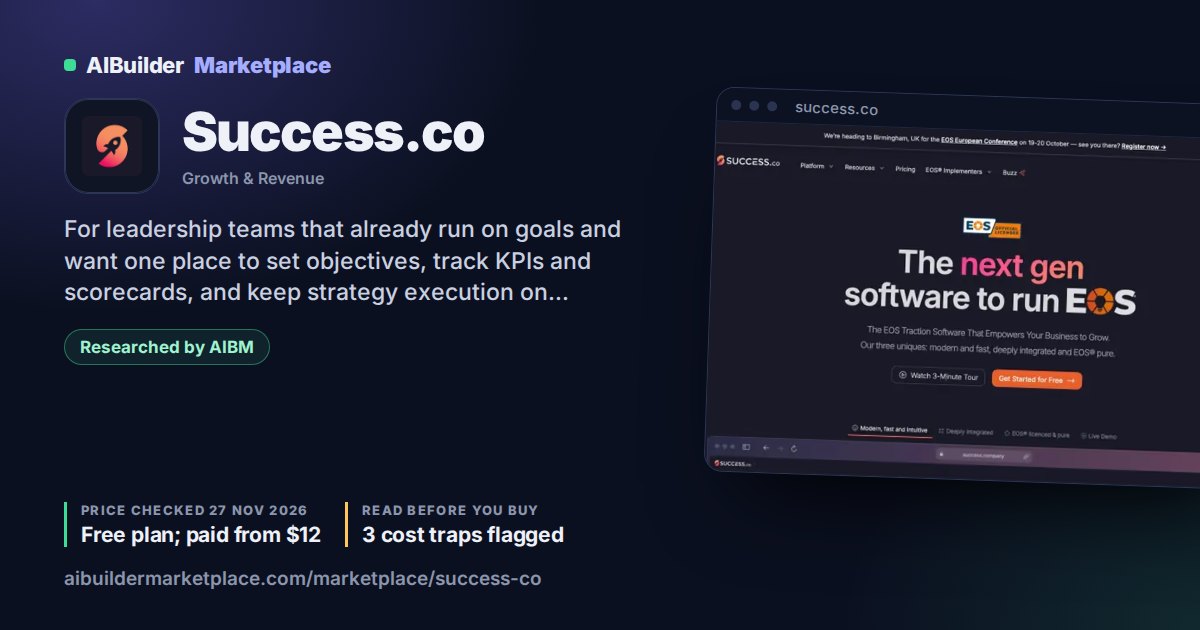 AIBuilder Marketplace
Success.co
Growth & Revenue
For leadership teams that already run on goals and
want one place to set objectives, track KPIs and
scorecards, and keep strategy execution on...
Researched by AIBM
PRICE CHECKED 27 NOV 2026
Free plan; paid from $12
READ BEFORE YOU BUY
3 cost traps flagged
aibuildermarketplace.com/marketplace/success-co
success.co
We're heading to Birmingham, UK for the EOS European Conference on 19-20 October — see you there? Register now →
SUCCESS.co
Platform
Resources
Pricing
EOS® Implementers
Buzz
EOS OFFICIAL LICENSEE
The next gen
software to run EOS
The EOS Traction Software That Empowers Your Business to Grow.
Our three uniques: modern and fast, deeply integrated and EOS® pure.
Watch 3-Minute Tour
Get Started for Free →
Modern, fast and intuitive
Deeply integrated
EOS® licenced & pure
Live Demo
success.company
SUCCESS.co